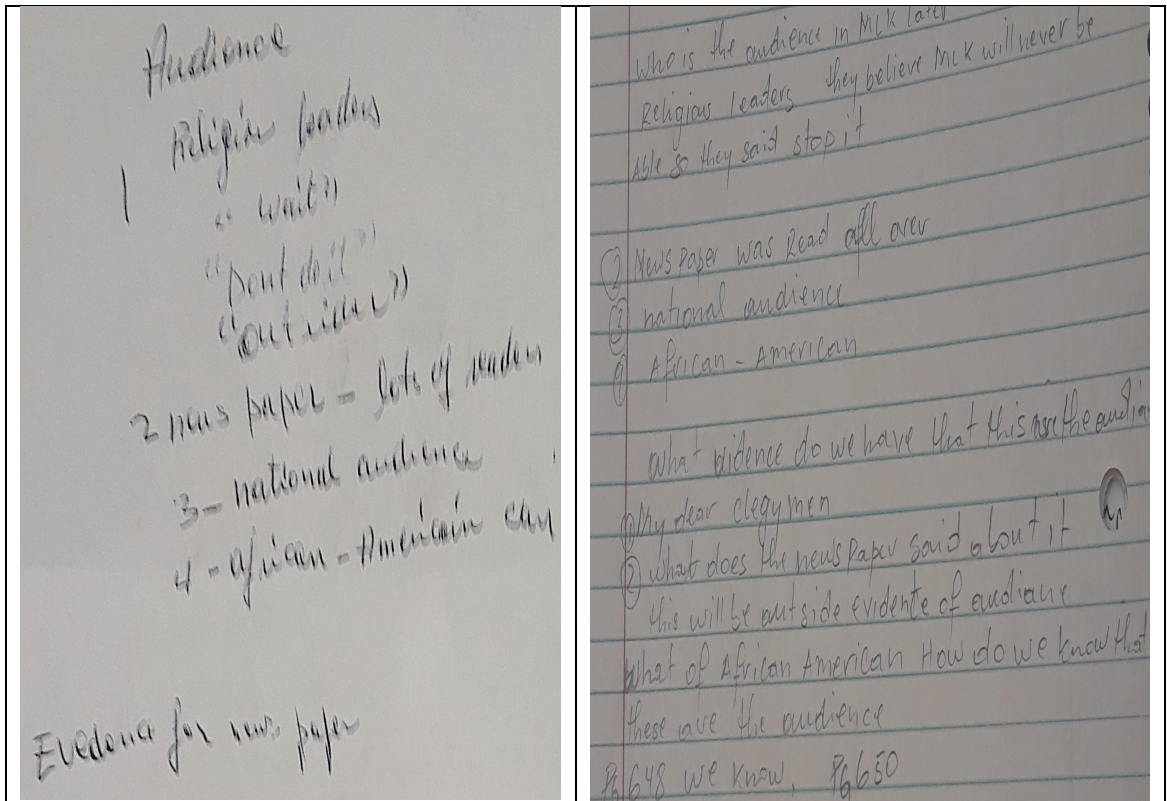 Audience
Religiou leaders
1
"wait"
"Dont do it"
"outsider"
2 news paper - lots of readers
3 - national audience
4 - african - American
Evedence for news paper
who is the audience in MLK later
Religious leaders they believe MLK will never be
Able so they said stop it
② News Paper was Read all over
③ national audience
④ African - American
what evidence do we have that this the
① My dear clegymen
② What does the news Paper said about it
this will be outside evidente of audiane
what of African American How do we know that
these are the audience
Pg 648 we know, Pg 650